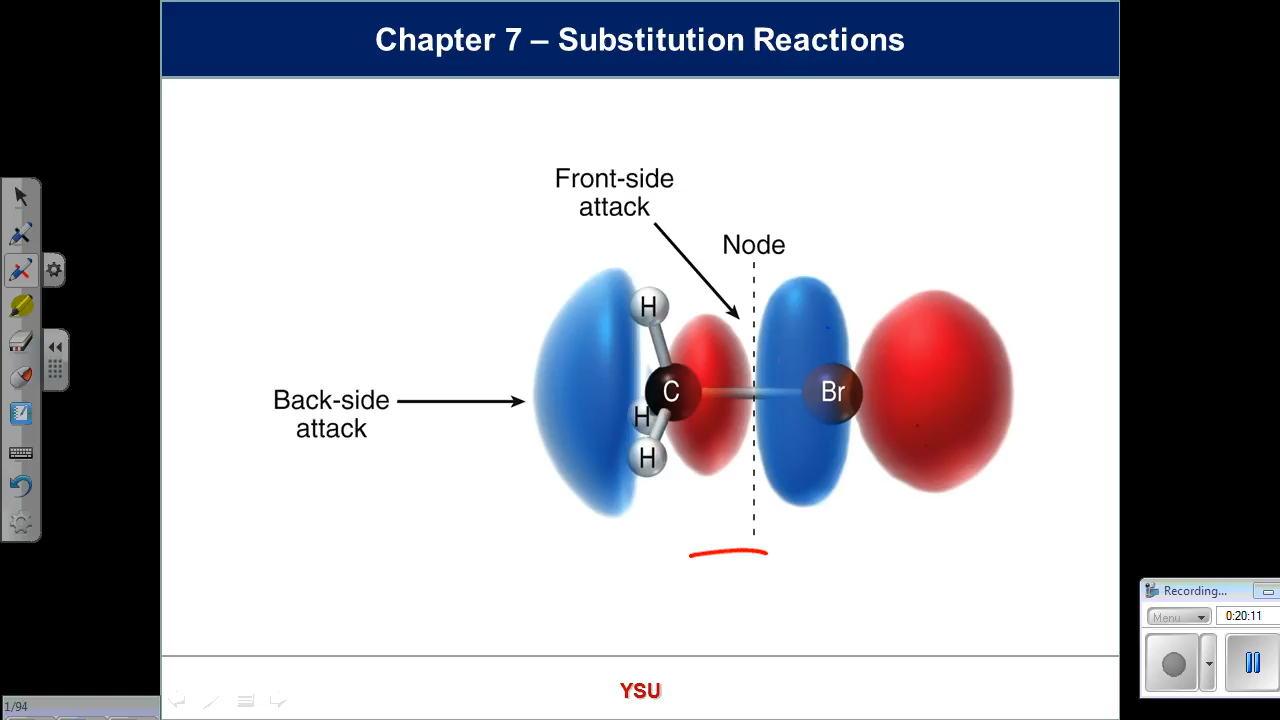 Chapter 7 – Substitution Reactions
Front-side
attack
Node
H
C
Br
Back-side
attack
H
H
Recording...
Menu
0:20:11
YSU
1/94